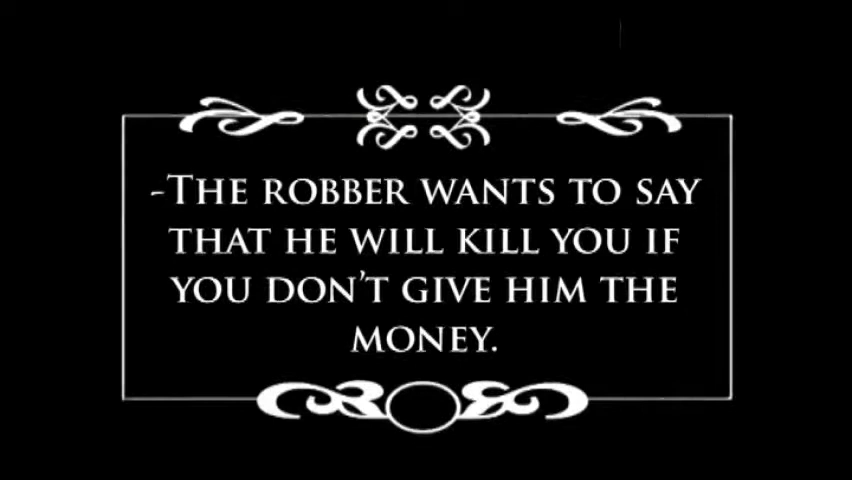 -The robber wants to say
that he will kill you if
you don't give him the
money.